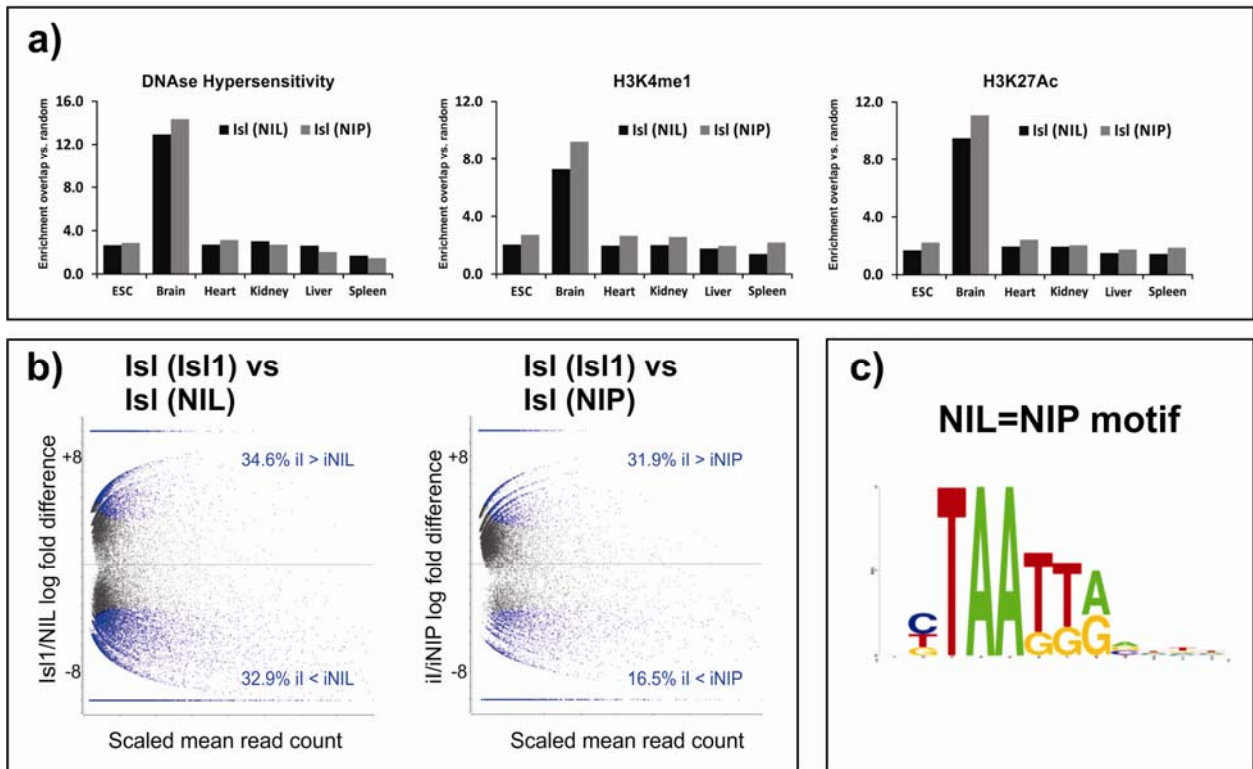 a)
DNAse Hypersensitivity
Enrichment overlap vs. random
16.0
12.0
8.0
4.0
0.0
Isl (NIL) Isl (NIP)
ESC Brain Heart Kidney Liver Spleen
H3K4me1
Enrichment overlap vs. random
12.0
8.0
4.0
0.0
Isl (NIL) Isl (NIP)
ESC Brain Heart Kidney Liver Spleen
H3K27Ac
Enrichment overlap vs. random
12.0
8.0
4.0
0.0
Isl (NIL) Isl (NIP)
ESC Brain Heart Kidney Liver Spleen
b)
Isl (Isl1) vs
Isl (NIL)
Isl1/NIL log fold difference
+8
-8
34.6% iI > iNIL
32.9% iI < iNIL
Scaled mean read count
Isl (Isl1) vs
Isl (NIP)
iI/iNIP log fold difference
+8
-8
31.9% iI > iNIP
16.5% iI < iNIP
Scaled mean read count
c)
NIL=NIP motif
C T A A T T A
T G G G G